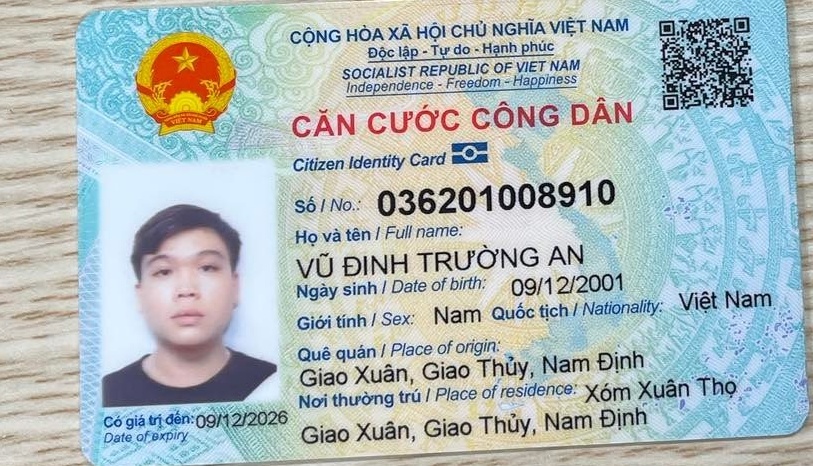 CỘNG HÒA XÃ HỘI CHỦ NGHĨA VIỆT NAM
Độc lập - Tự do - Hạnh phúc
SOCIALIST REPUBLIC OF VIET NAM
Independence - Freedom - Happiness
CĂN CƯỚC CÔNG DÂN
Citizen Identity Card
Số / No.: 036201008910
Họ và tên / Full name:
VŨ ĐINH TRƯỜNG AN
Ngày sinh / Date of birth: 09/12/2001
Giới tính / Sex: Nam Quốc tịch / Nationality: Việt Nam
Quê quán / Place of origin:
Giao Xuân, Giao Thủy, Nam Định
Nơi thường trú / Place of residence: Xóm Xuân Thọ
Giao Xuân, Giao Thủy, Nam Định
Có giá trị đến: 09/12/2026
Date of expiry
VIỆT NAM